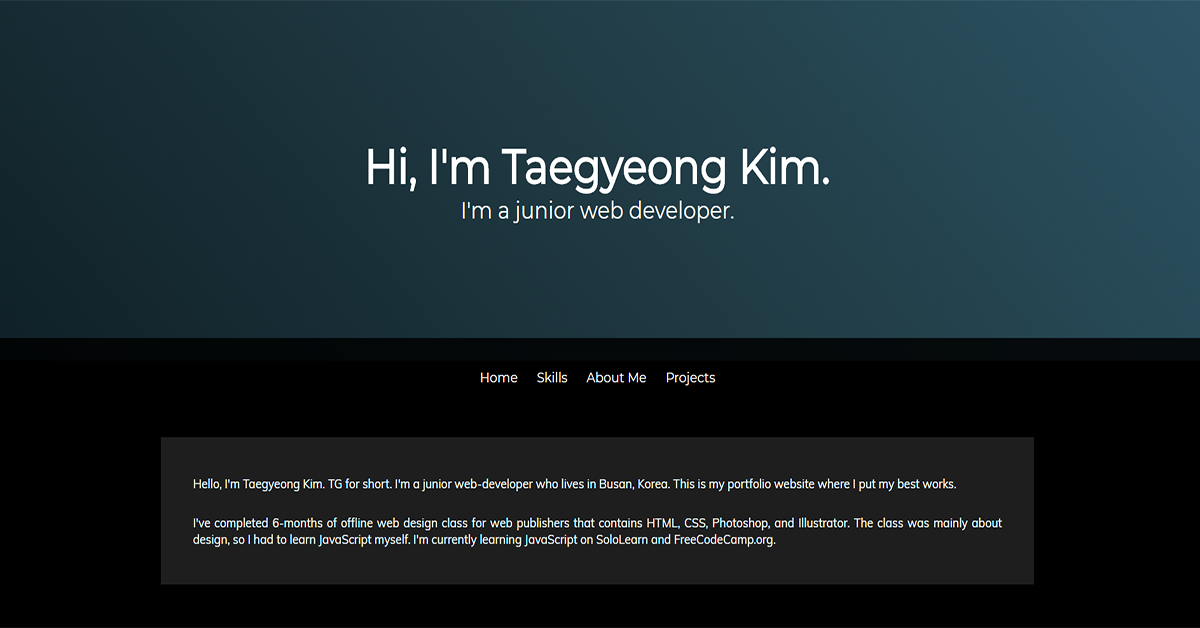 Hi, I'm Taegyeong Kim.
I'm a junior web developer.
Home Skills About Me Projects
Hello, I'm Taegyeong Kim. TG for short. I'm a junior web-developer who lives in Busan, Korea. This is my portfolio website where I put my best works.
I've completed 6-months of offline web design class for web publishers that contains HTML, CSS, Photoshop, and Illustrator. The class was mainly about
design, so I had to learn JavaScript myself. I'm currently learning JavaScript on SoloLearn and FreeCodeCamp.org.